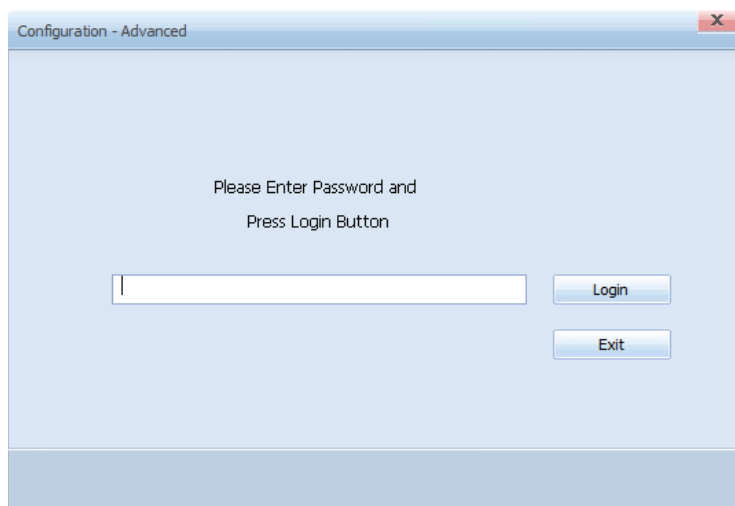 Configuration - Advanced
X
Please Enter Password and
Press Login Button
Login
Exit